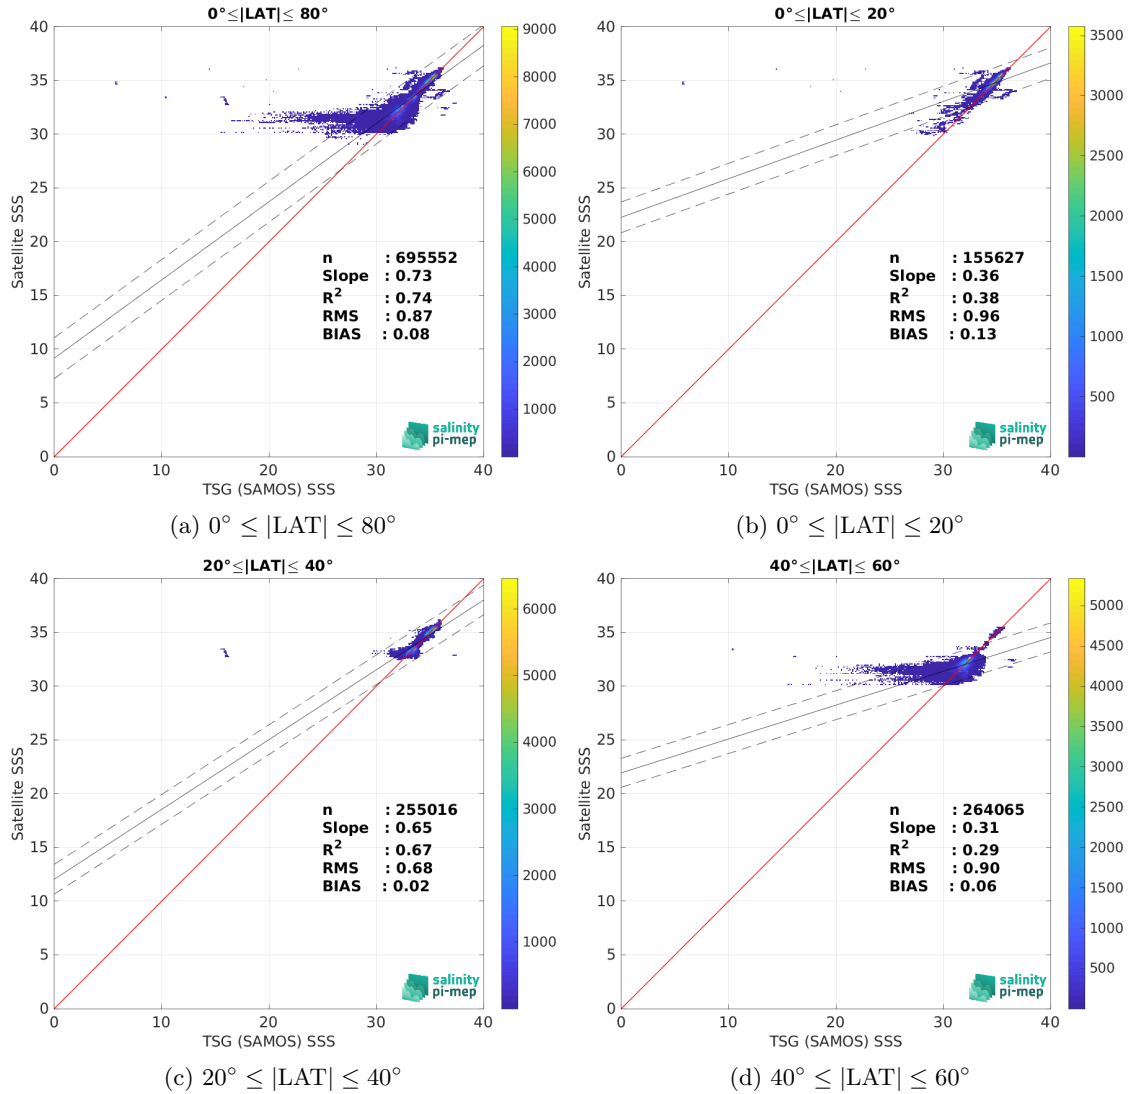 0°≤|LAT|≤ 80°
40
35
30
25
20
15
10
5
0
Satellite SSS
0
10
20
30
40
TSG (SAMOS) SSS
n : 695552
Slope : 0.73
R² : 0.74
RMS : 0.87
BIAS : 0.08
salinity
pi-mep
9000
8000
7000
6000
5000
4000
3000
2000
1000
(a) 0° ≤ |LAT| ≤ 80°
0°≤|LAT|≤ 20°
40
35
30
25
20
15
10
5
0
Satellite SSS
0
10
20
30
40
TSG (SAMOS) SSS
n : 155627
Slope : 0.36
R² : 0.38
RMS : 0.96
BIAS : 0.13
salinity
pi-mep
3500
3000
2500
2000
1500
1000
500
(b) 0° ≤ |LAT| ≤ 20°
20°≤|LAT|≤ 40°
40
35
30
25
20
15
10
5
0
Satellite SSS
0
10
20
30
40
TSG (SAMOS) SSS
n : 255016
Slope : 0.65
R² : 0.67
RMS : 0.68
BIAS : 0.02
salinity
pi-mep
6000
5000
4000
3000
2000
1000
(c) 20° ≤ |LAT| ≤ 40°
40°≤|LAT|≤ 60°
40
35
30
25
20
15
10
5
0
Satellite SSS
0
10
20
30
40
TSG (SAMOS) SSS
n : 264065
Slope : 0.31
R² : 0.29
RMS : 0.90
BIAS : 0.06
salinity
pi-mep
5000
4500
4000
3500
3000
2500
2000
1500
1000
500
(d) 40° ≤ |LAT| ≤ 60°